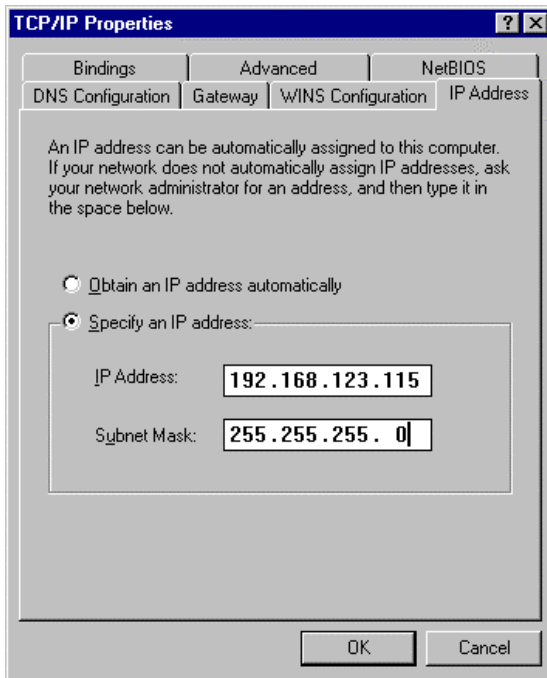 TCP/IP Properties
Bindings Advanced NetBIOS
DNS Configuration Gateway WINS Configuration IP Address
An IP address can be automatically assigned to this computer.
If your network does not automatically assign IP addresses, ask
your network administrator for an address, and then type it in
the space below.
Obtain an IP address automatically
Specify an IP address:
IP Address: 192.168.123.115
Subnet Mask: 255.255.255. 0
OK Cancel